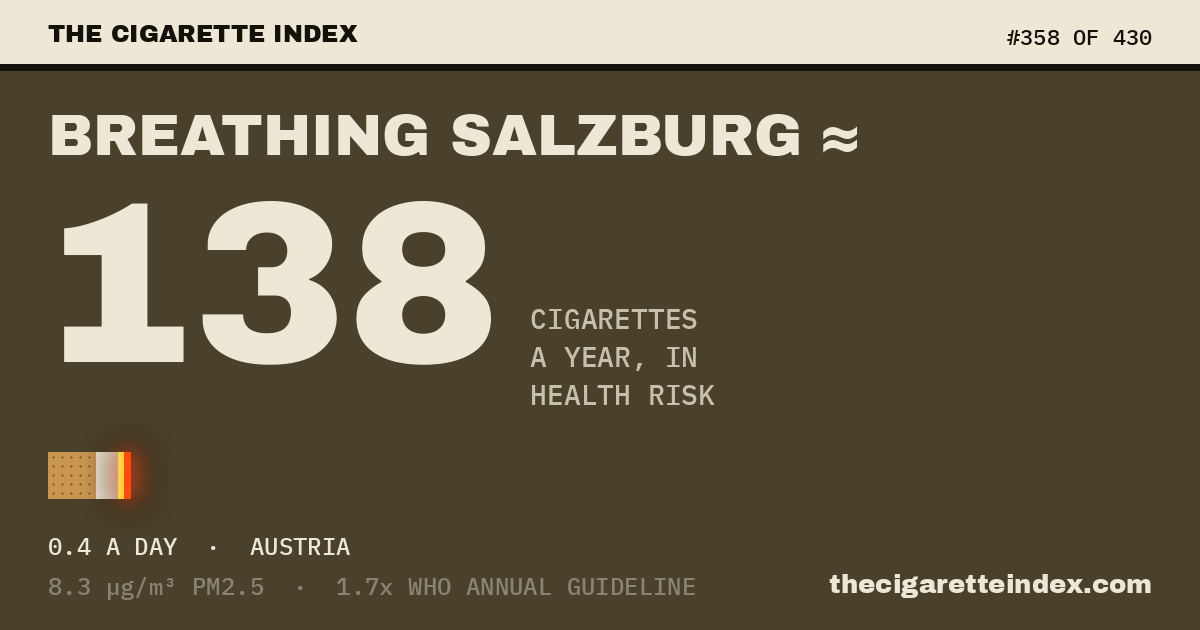 THE CIGARETTE INDEX
#358 OF 430
BREATHING SALZBURG ≈
138
CIGARETTES
A YEAR, IN
HEALTH RISK
0.4 A DAY · AUSTRIA
8.3 µg/m³ PM2.5 · 1.7x WHO ANNUAL GUIDELINE
thecigaretteindex.com